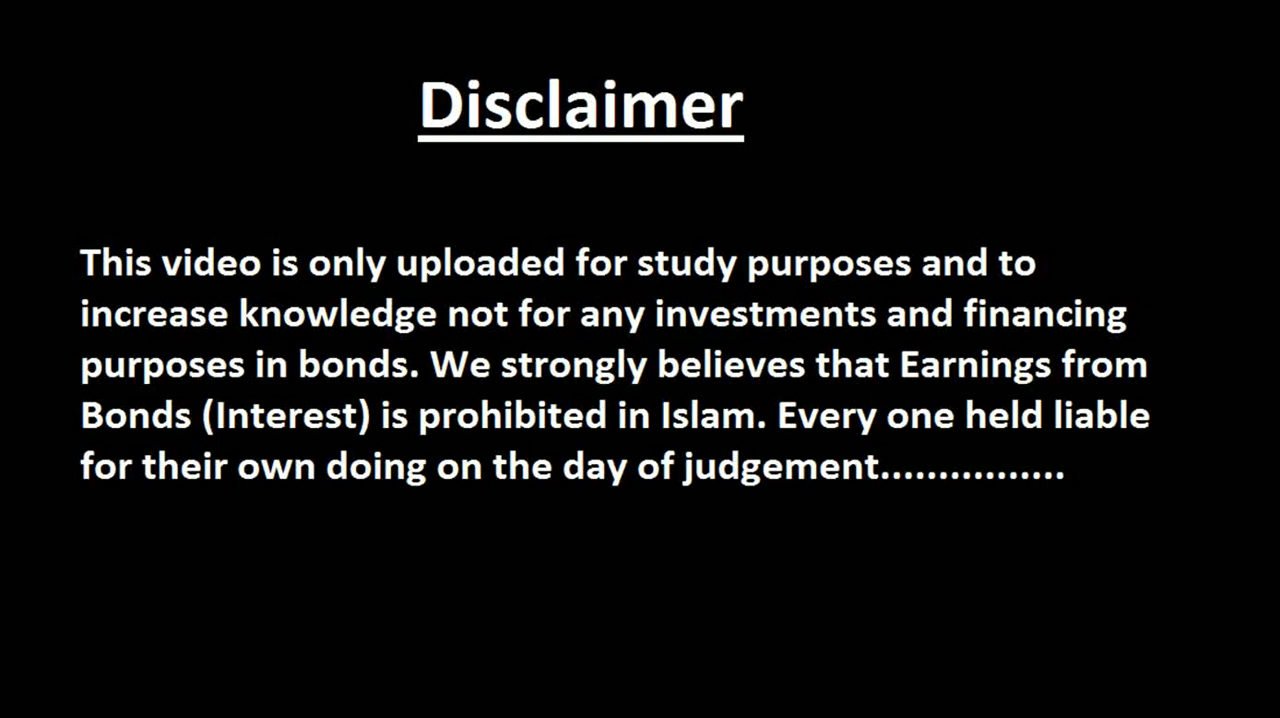 Disclaimer
This video is only uploaded for study purposes and to
increase knowledge not for any investments and financing
purposes in bonds. We strongly believes that Earnings from
Bonds (Interest) is prohibited in Islam. Every one held liable
for their own doing on the day of judgement................